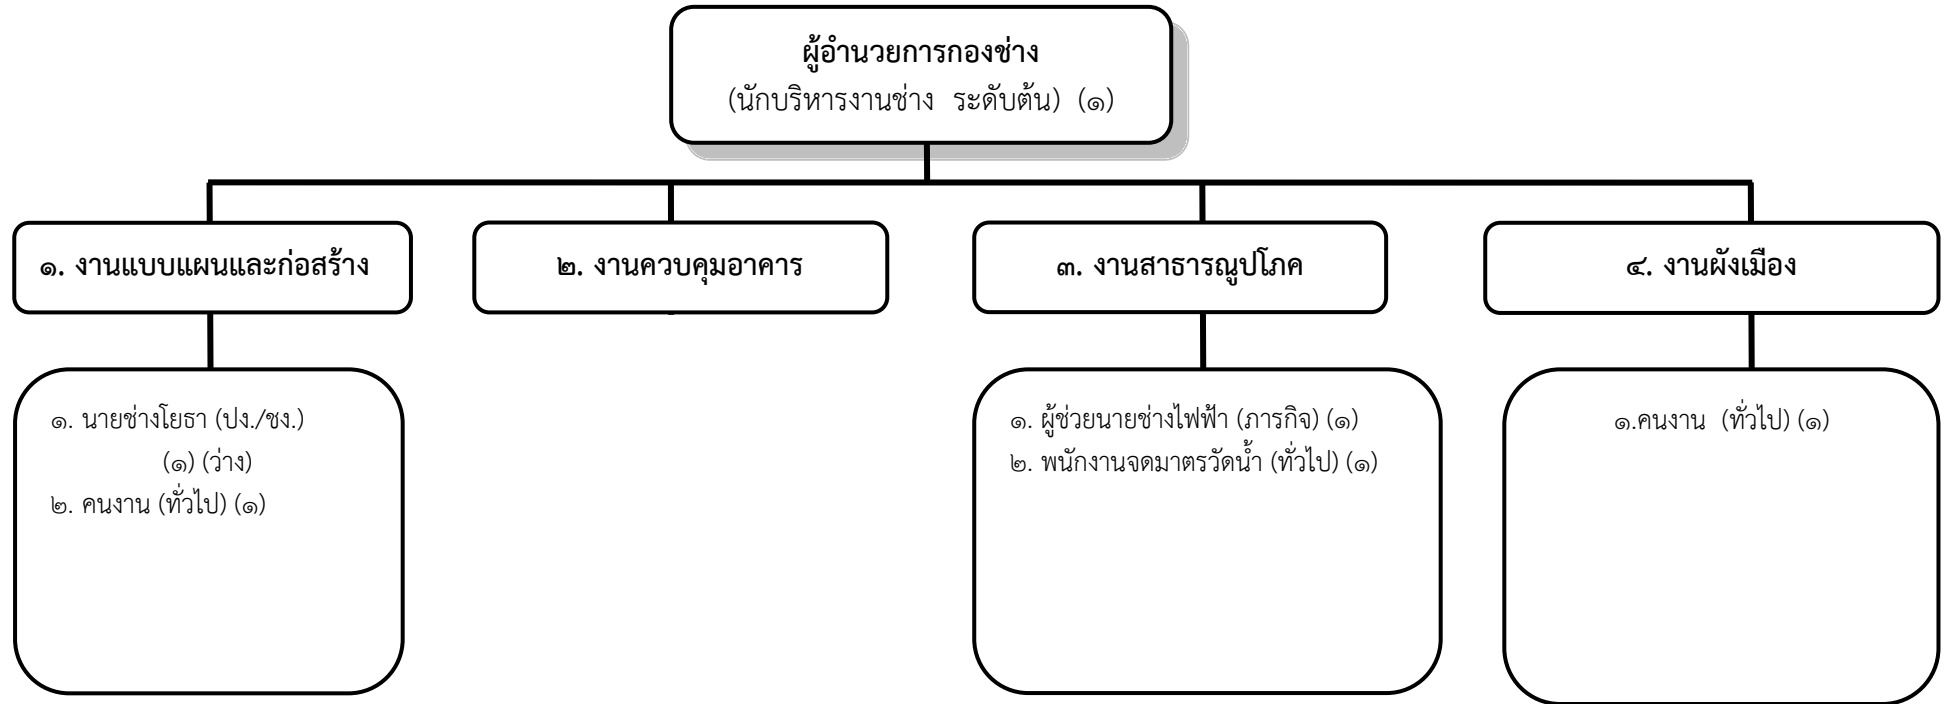 ผู้อำนวยการกองช่าง
(นักบริหารงานช่าง ระดับต้น) (๑)
๑. งานแบบแผนและก่อสร้าง
๒. งานควบคุมอาคาร
๓. งานสาธารณูปโภค
๔. งานผังเมือง
๑. นายช่างโยธา (ปง./ชง.)
(๑) (ว่าง)
๒. คนงาน (ทั่วไป) (๑)
๑. ผู้ช่วยนายช่างไฟฟ้า (ภารกิจ) (๑)
๒. พนักงานจดมาตรวัดน้ำ (ทั่วไป) (๑)
๑.คนงาน (ทั่วไป) (๑)